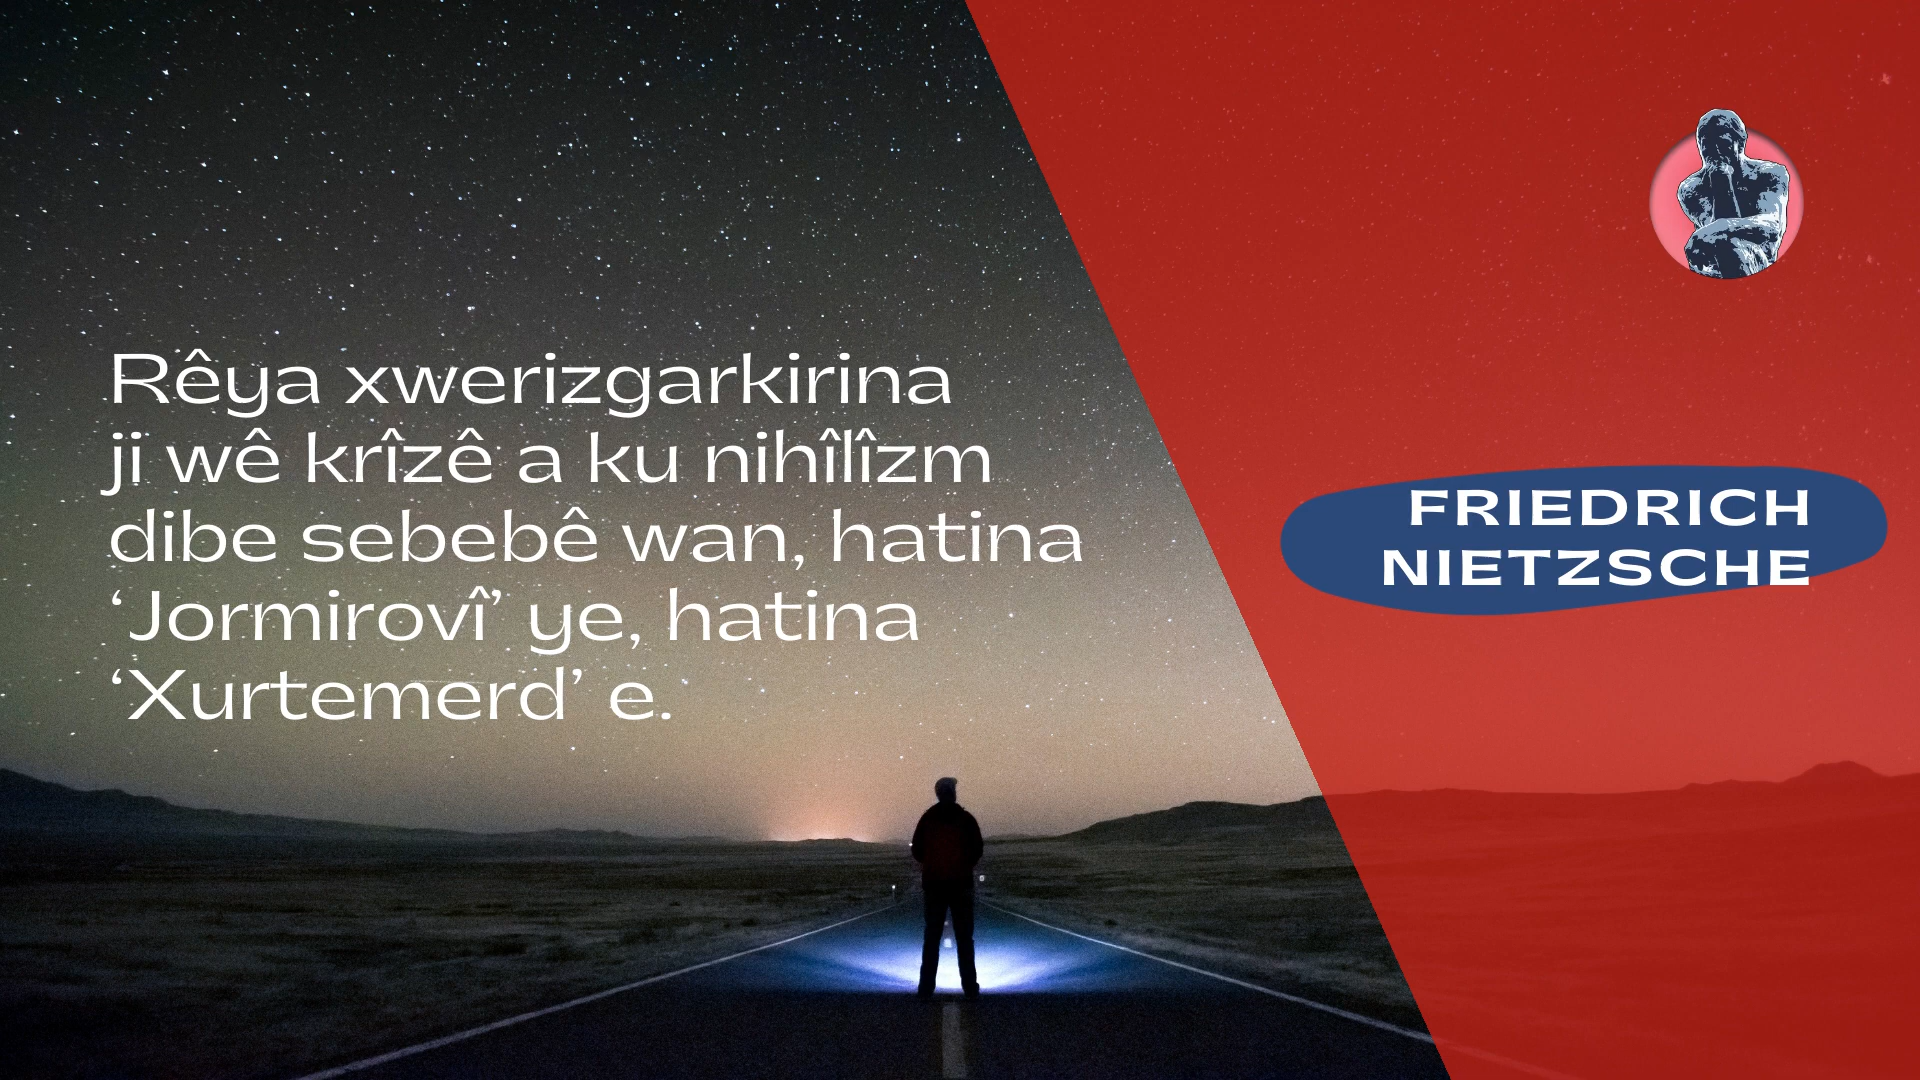 Rêya xwerizgarkirina
ji wê krîzê a ku nihîlîzm
dibe sebebê wan, hatina
‘Jormirovî’ ye, hatina
‘Xurtemerd’ e.
FRIEDRICH
NIETZSCHE